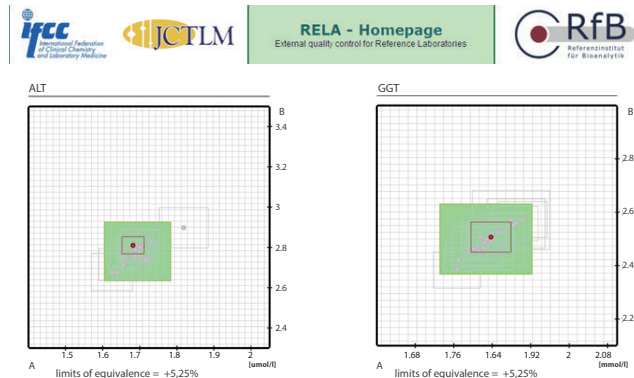 ifcc
International Federation
of Clinical Chemistry
and Laboratory Medicine
JCTLM
RELA - Homepage
External quality control for Reference Laboratories
RfB
Referenzinstitut
für Bioanalytik
ALT
B
3.4
3.2
3
2.8
2.6
2.4
1.5 1.6 1.7 1.8 1.9 2
[umol/l]
A
limits of equivalence = +5,25%
GGT
B
2.8
2.6
2.4
2.2
1.68 1.76 1.64 1.92 2 2.08
[mmol/l]
A
limits of equivalence = +5,25%